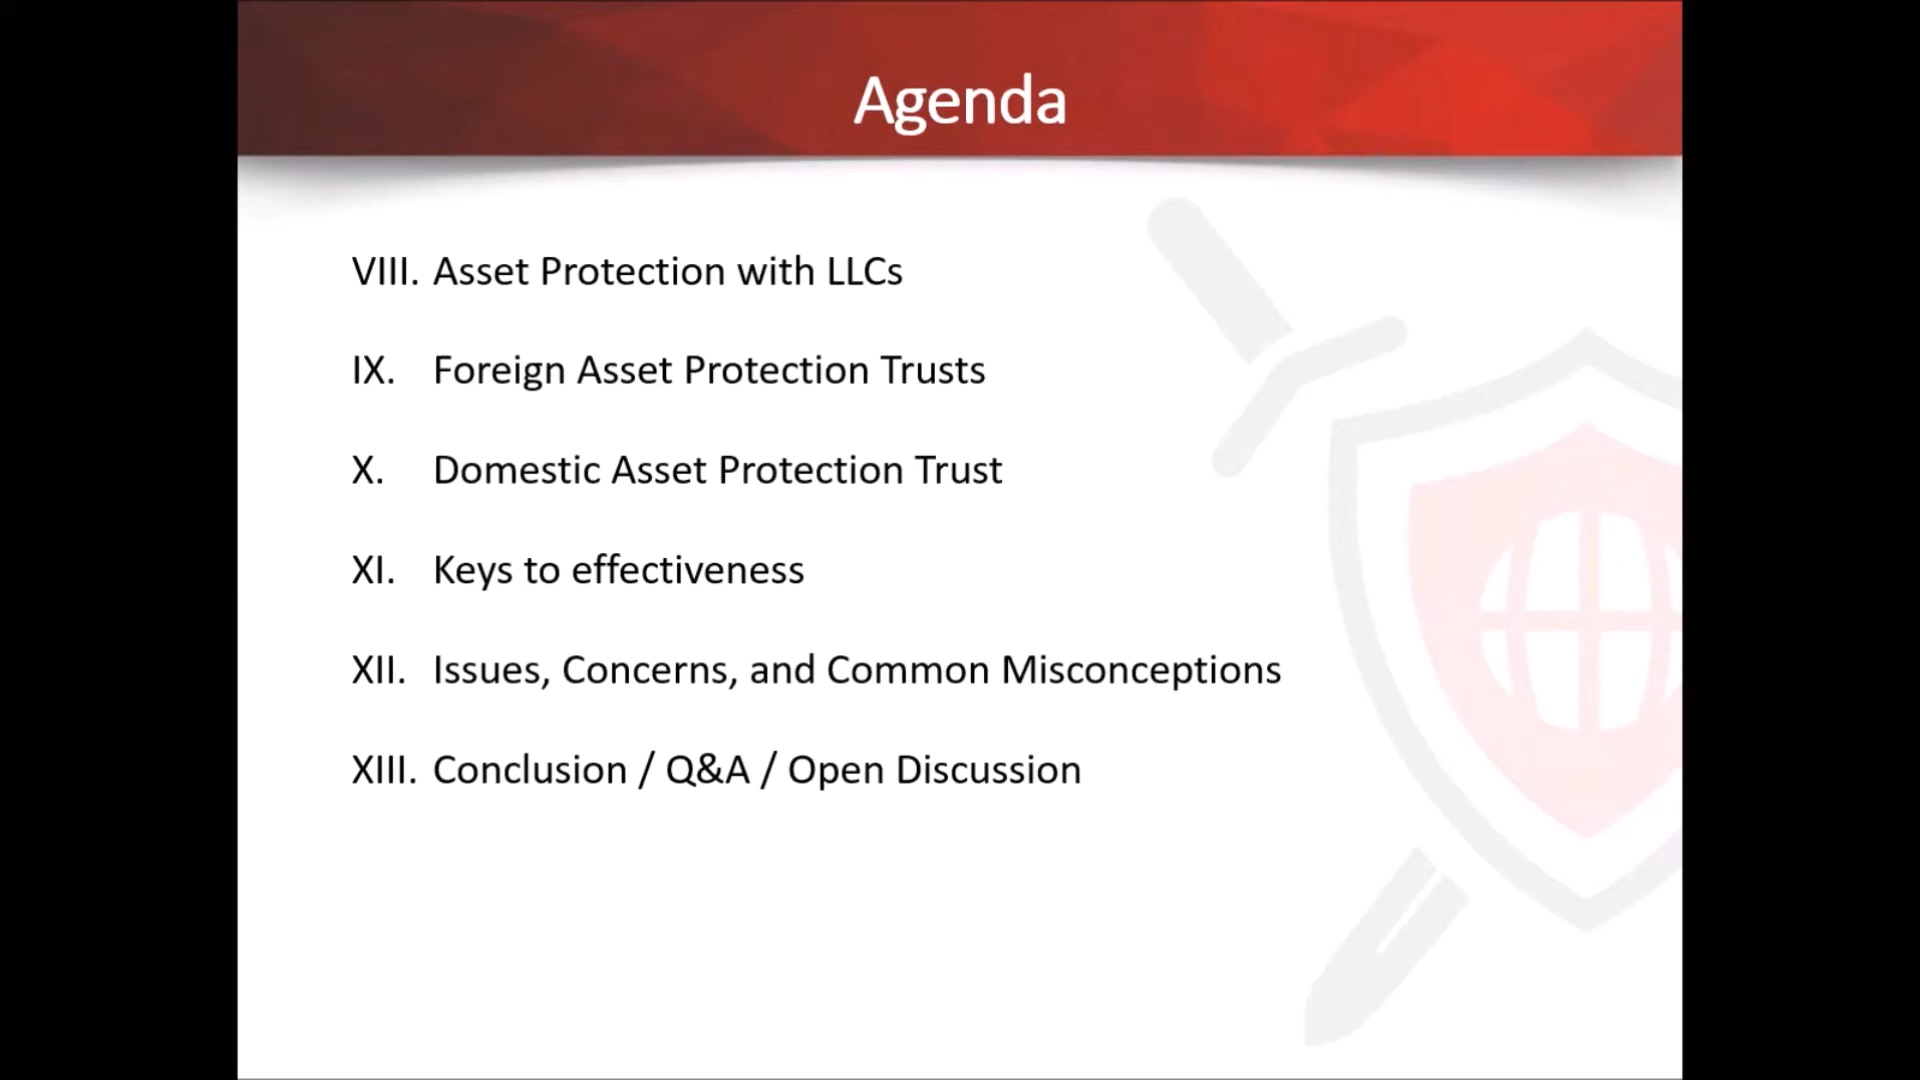 Agenda
VIII. Asset Protection with LLCs
IX. Foreign Asset Protection Trusts
X. Domestic Asset Protection Trust
XI. Keys to effectiveness
XII. Issues, Concerns, and Common Misconceptions
XIII. Conclusion / Q&A / Open Discussion